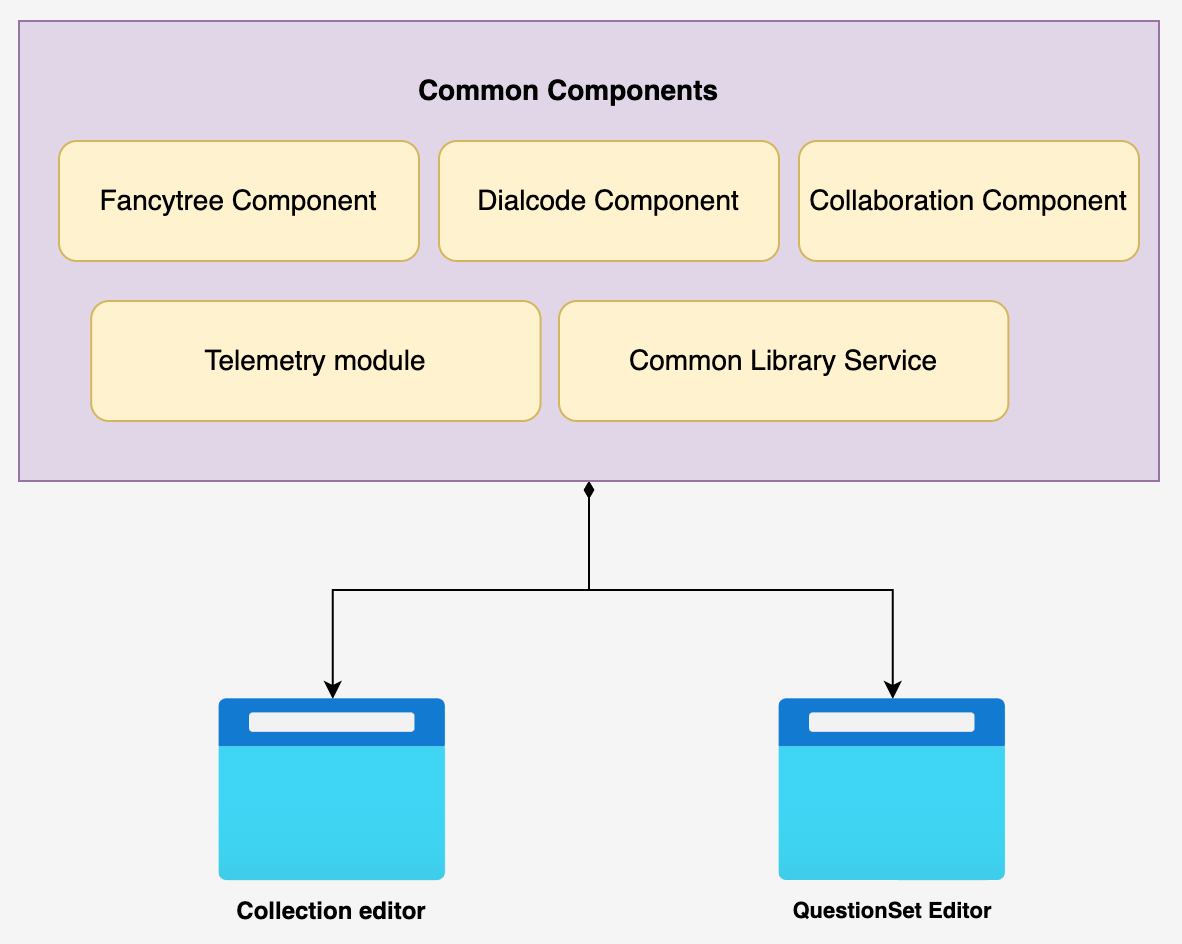 Common Components
Fancytree Component
Dialcode Component
Collaboration Component
Telemetry module
Common Library Service
Collection editor
QuestionSet Editor